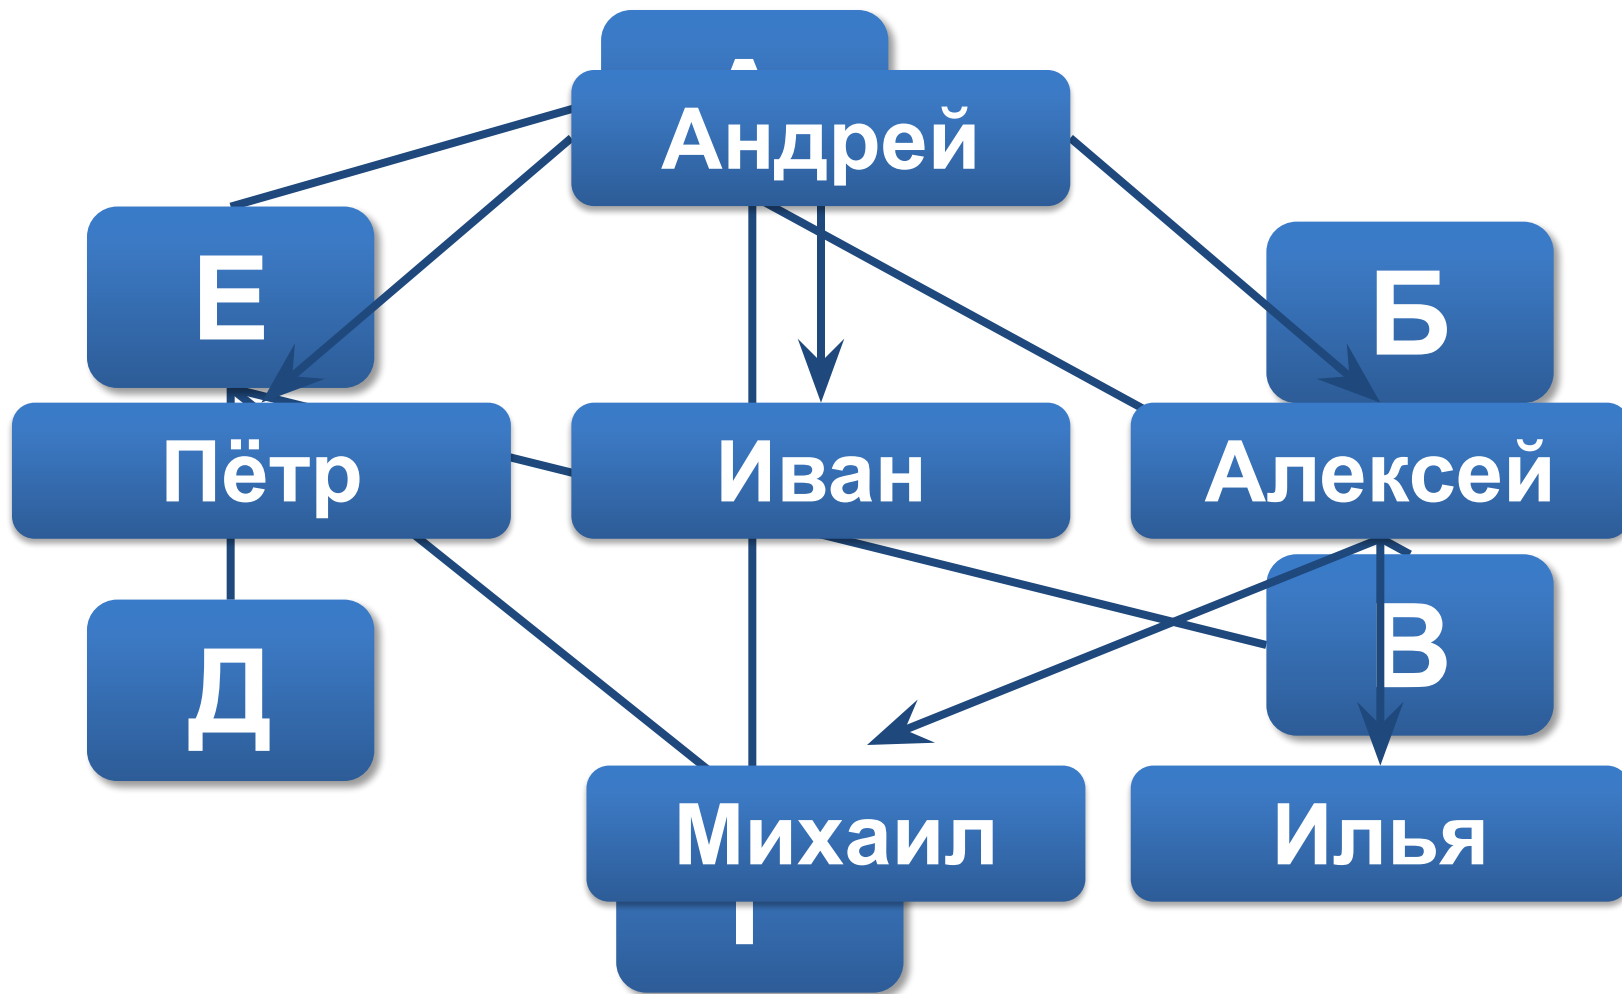 Андрей
Е
Б
Пётр
Иван
Алексей
В
Д
Михаил
Илья